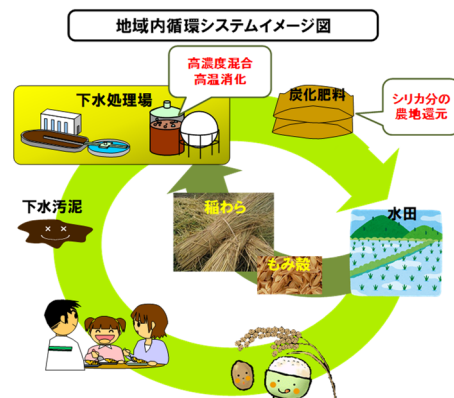 地域内循環システムイメージ図
高濃度混合
高温消化
下水処理場
炭化肥料
シリカ分の
農地還元
下水汚泥
稲わら
水田
もみ殻